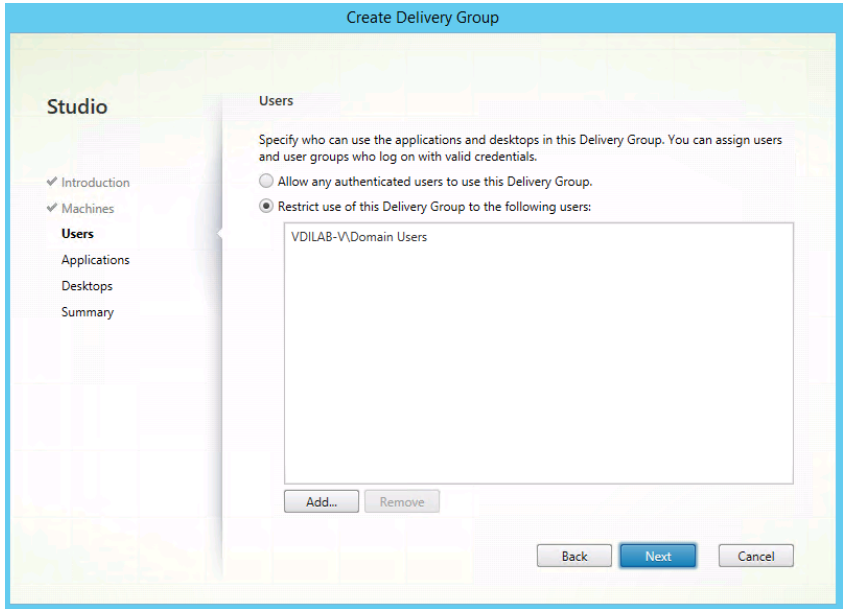 Create Delivery Group
Studio
✔ Introduction
✔ Machines
Users
Applications
Desktops
Summary
Users
Specify who can use the applications and desktops in this Delivery Group. You can assign users
and user groups who log on with valid credentials.
Allow any authenticated users to use this Delivery Group.
Restrict use of this Delivery Group to the following users:
VDILAB-V\Domain Users
Add...
Remove
Back
Next
Cancel